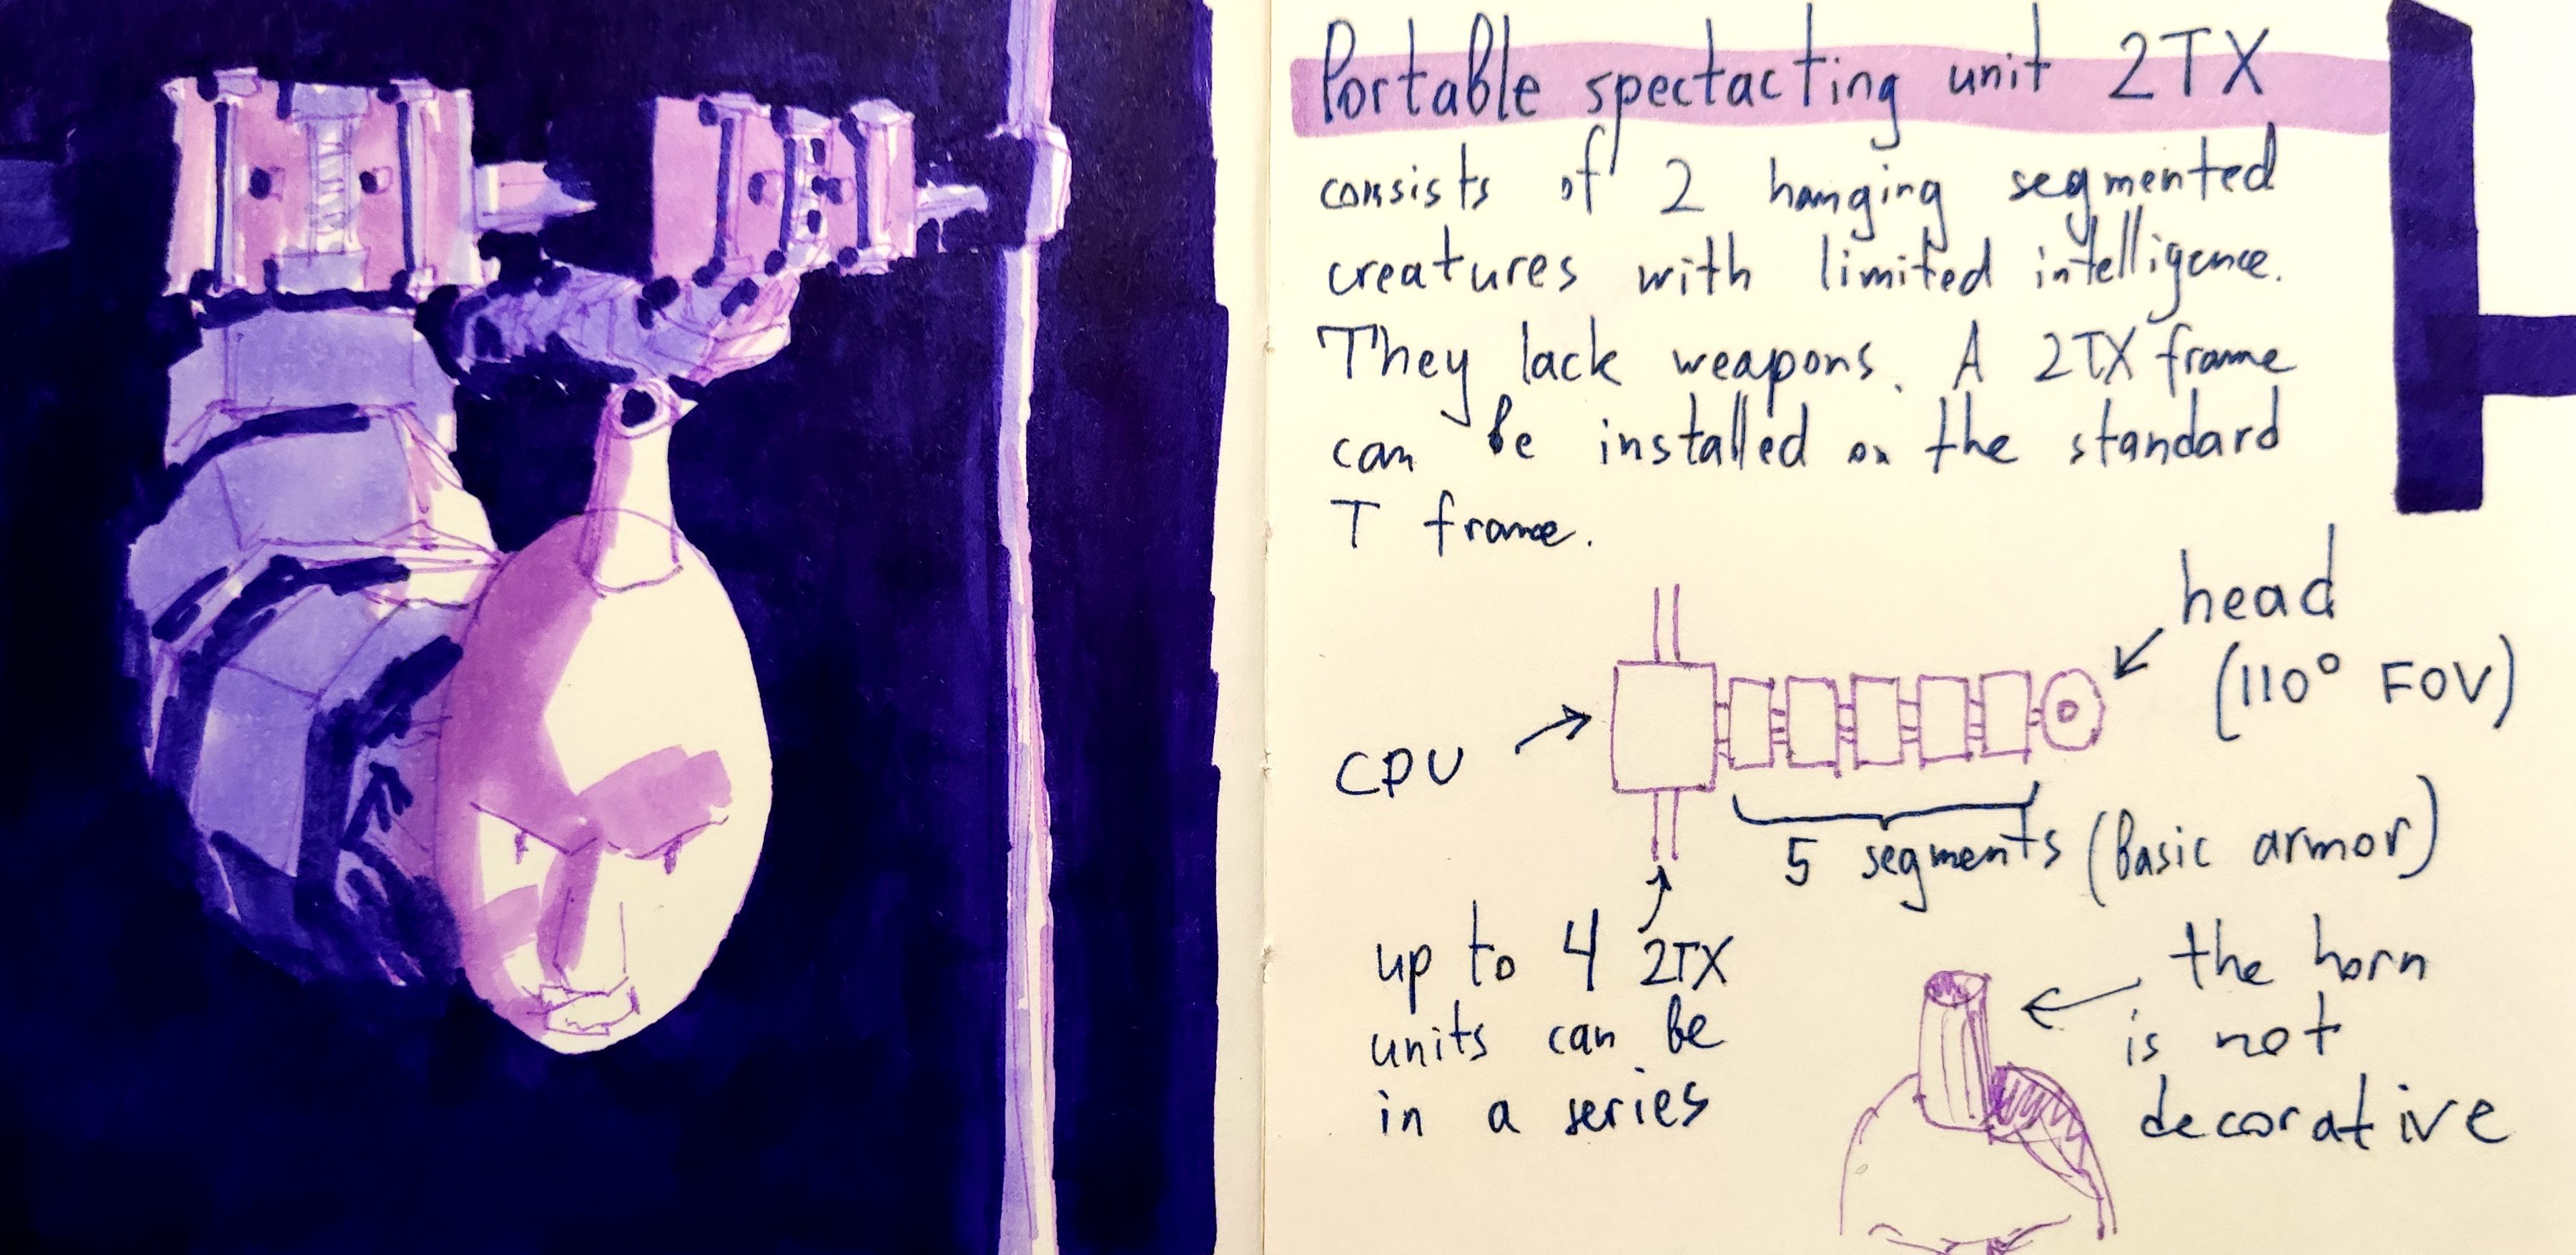 Portable spectacting unit 2TX
consists of 2 hanging segmented
creatures with limited intelligence.
They lack weapons. A 2TX frame
can be installed on the standard
T frame.
head
(110° FOV)
CPU
5 segments (Basic armor)
up to 4 2TX
units can be
in a series
the horn
is not
decorative